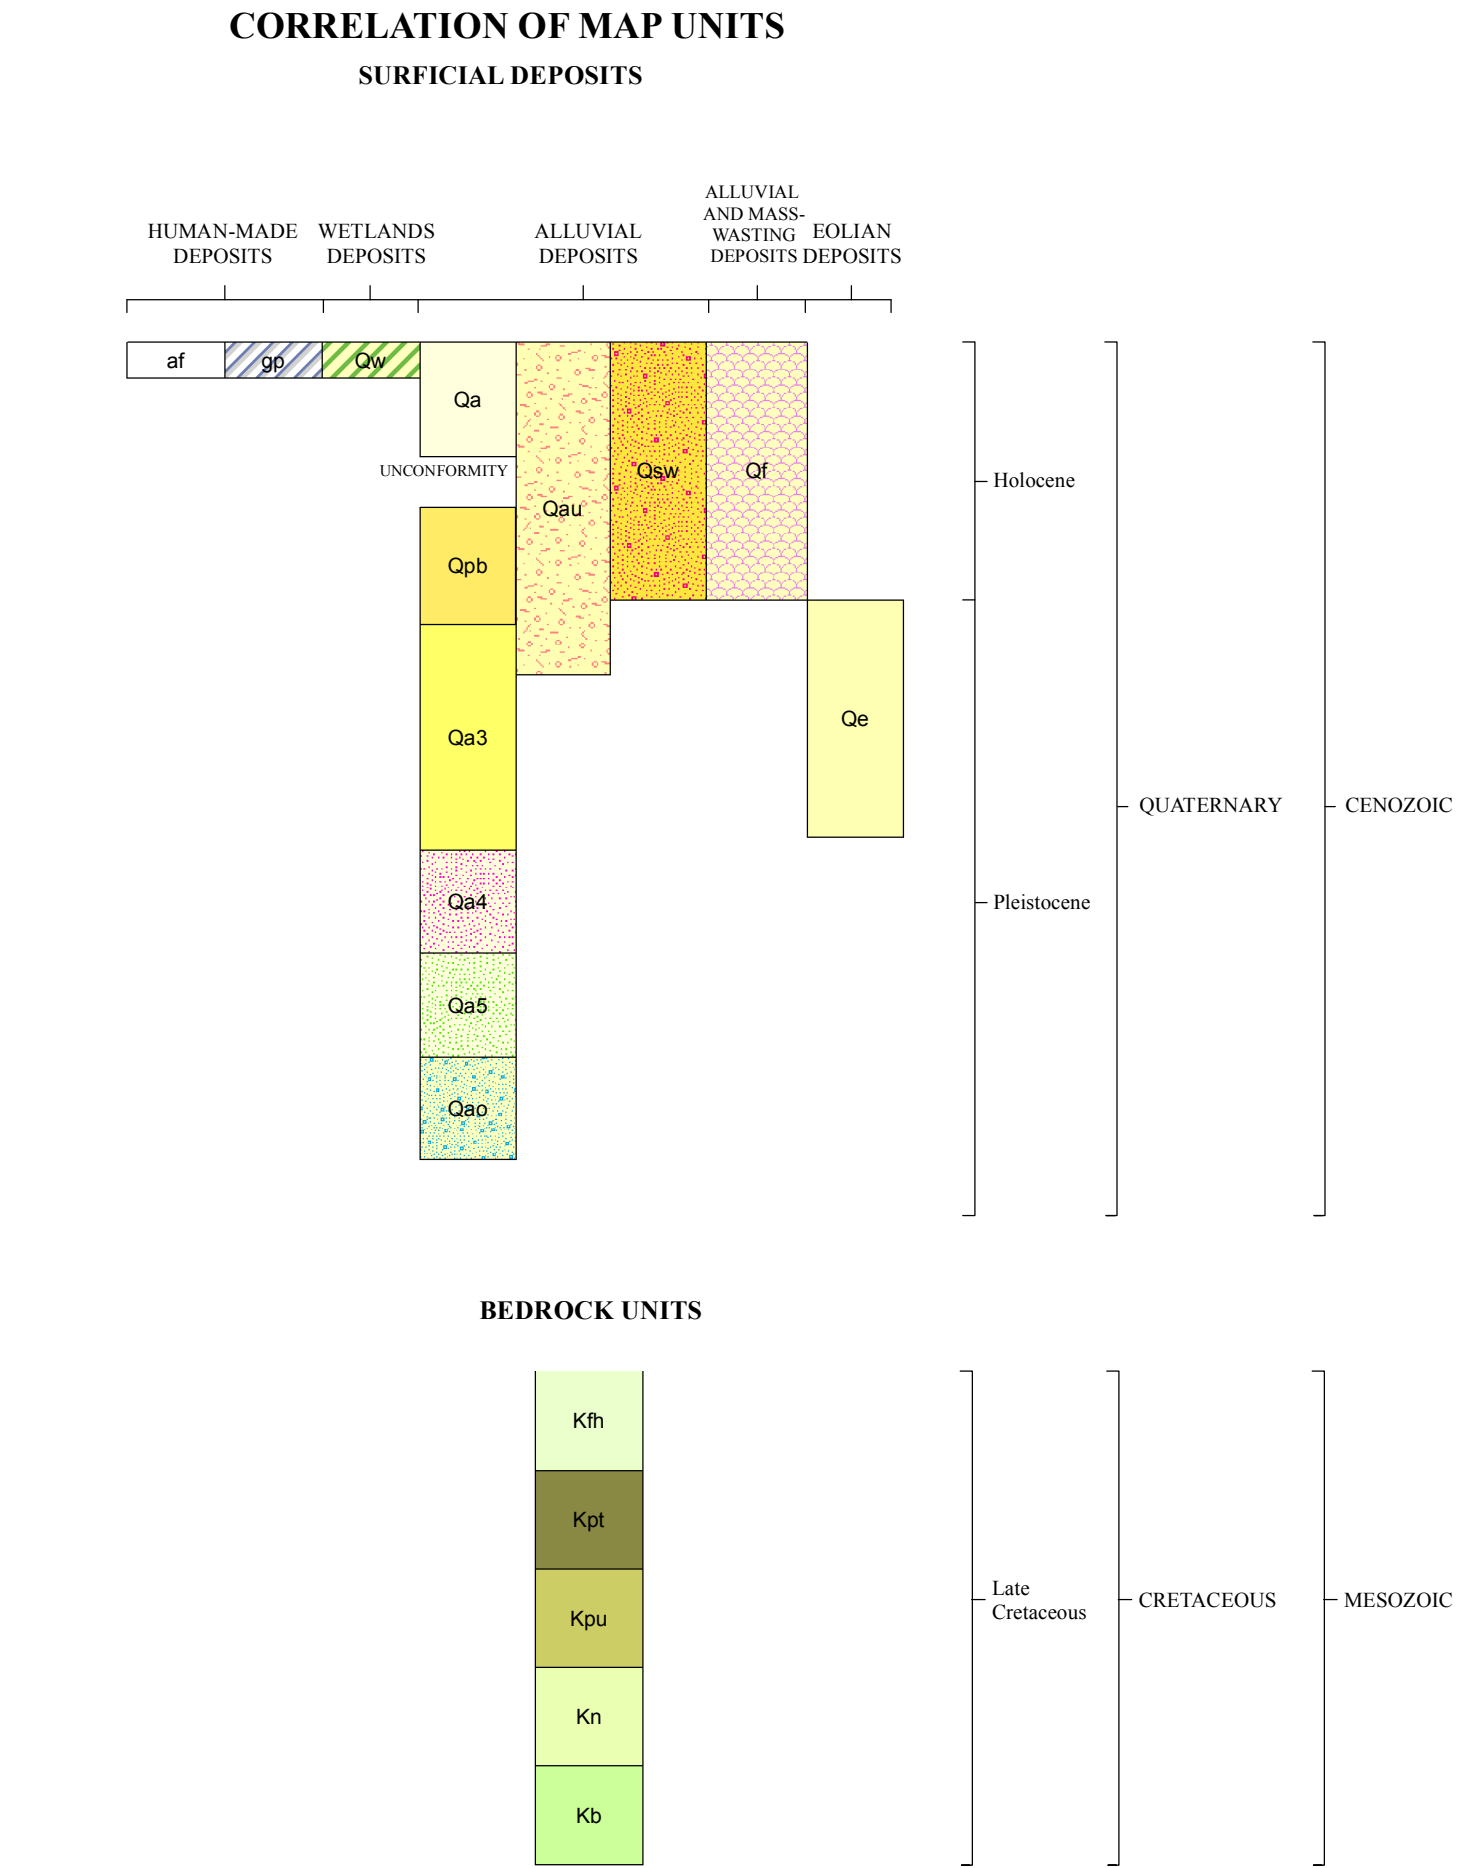 CORRELATION OF MAP UNITS
SURFICIAL DEPOSITS
HUMAN-MADE
DEPOSITS
WETLANDS
DEPOSITS
ALLUVIAL
DEPOSITS
ALLUVIAL
AND MASS-
WASTING
DEPOSITS
EOLIAN
DEPOSITS
af
gp
Qw
Qa
UNCONFORMITY
Qau
Qsw
Qf
Holocene
Qpb
Qa3
Qe
QUATERNARY
CENOZOIC
Qa4
Pleistocene
Qa5
Qao
BEDROCK UNITS
Kfh
Kpt
Kpu
Late
Cretaceous
CRETACEOUS
MESOZOIC
Kn
Kb